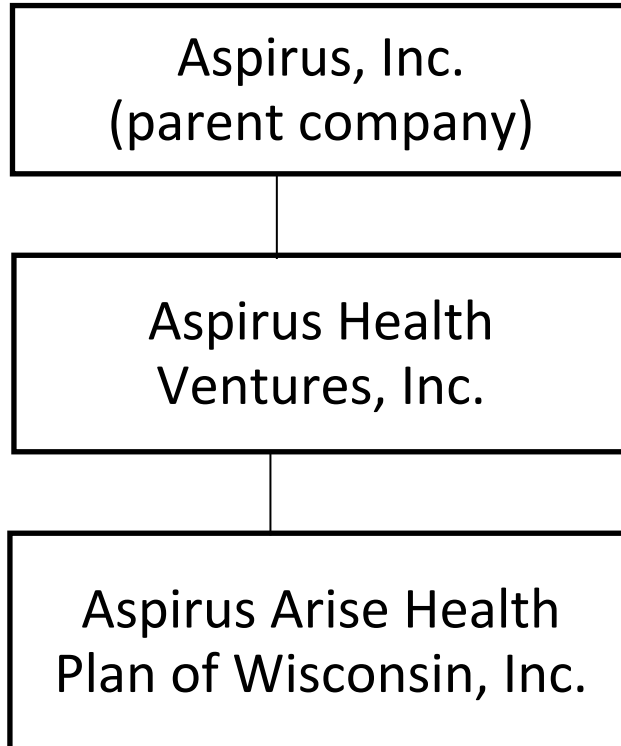 Aspirus, Inc.
(parent company)
Aspirus Health
Ventures, Inc.
Aspirus Arise Health
Plan of Wisconsin, Inc.